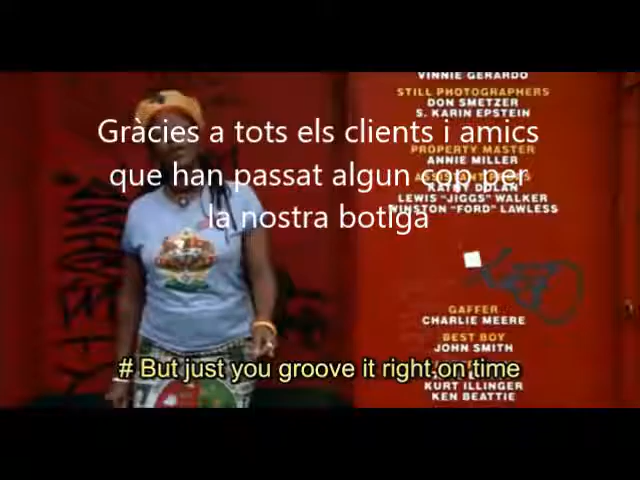 VINNIE GERARDO
STILL PHOTOGRAPHERS
DON SMETZER
S. KARIN EPSTEIN
Gràcies a tots els clients i amics
que han passat algun cop per
la nostra botiga
PROPERTY MASTER
ANNIE MILLER
KATHY DOLAN
LEWIS "JIGGS" WALKER
WINSTON "FORD" LAWLESS
GAFFER
CHARLIE MEERE
BEST BOY
JOHN SMITH
# But just you groove it right on time
KURT ILLINGER
KEN BEATTIE